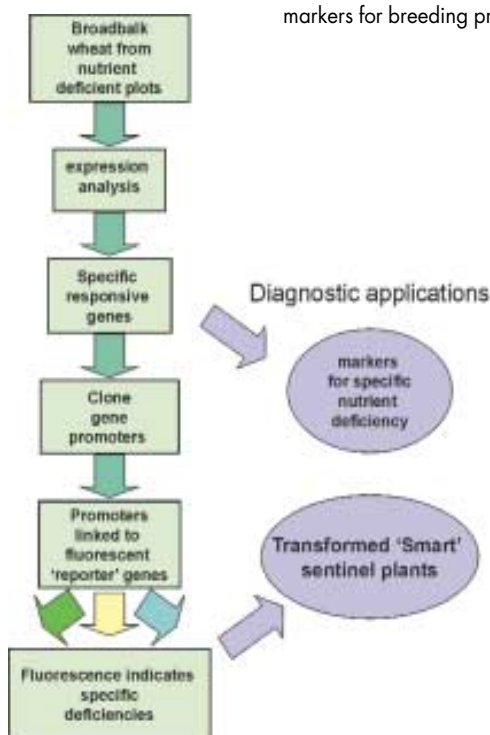 markers for breeding pr
Broadbalk
wheat from
nutrient
deficient plots
expression
analysis
Specific
responsive
genes
Diagnostic applications
markers
for specific
nutrient
deficiency
Clone
gene
promoters
Promoters
linked to
fluorescent
'reporter' genes
Transformed 'Smart'
sentinel plants
Fluorescence indicates
specific
deficiencies